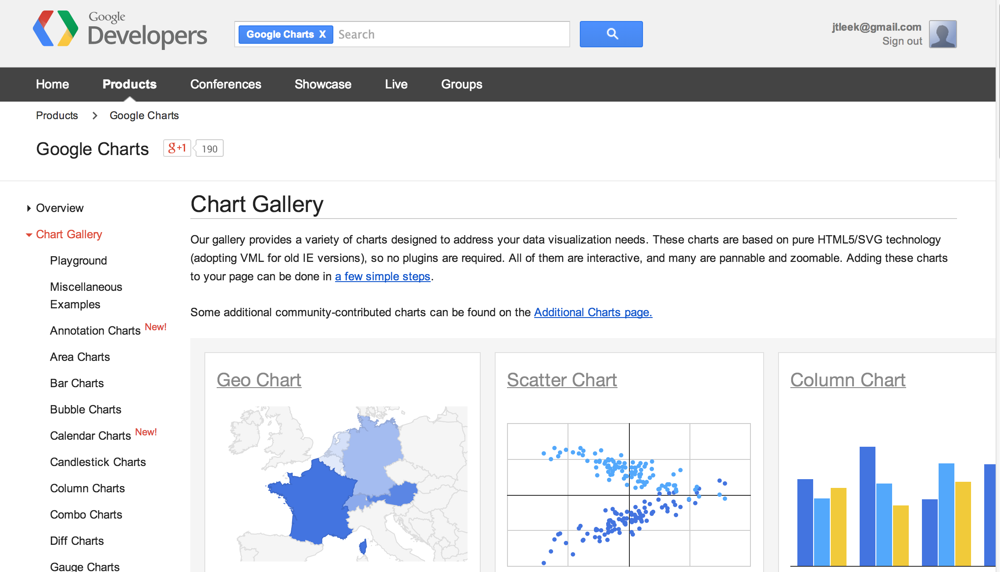 Google
Developers
Google Charts X
Search
jtleek@gmail.com
Sign out
Home
Products
Conferences
Showcase
Live
Groups
Products > Google Charts
Google Charts
g+1
190
Overview
Chart Gallery
Playground
Miscellaneous
Examples
Annotation Charts New!
Area Charts
Bar Charts
Bubble Charts
Calendar Charts New!
Candlestick Charts
Column Charts
Combo Charts
Diff Charts
Gauge Charts
Chart Gallery
Our gallery provides a variety of charts designed to address your data visualization needs. These charts are based on pure HTML5/SVG technology
(adopting VML for old IE versions), so no plugins are required. All of them are interactive, and many are pannable and zoomable. Adding these charts
to your page can be done in a few simple steps.
Some additional community-contributed charts can be found on the Additional Charts page.
Geo Chart
Scatter Chart
Column Chart